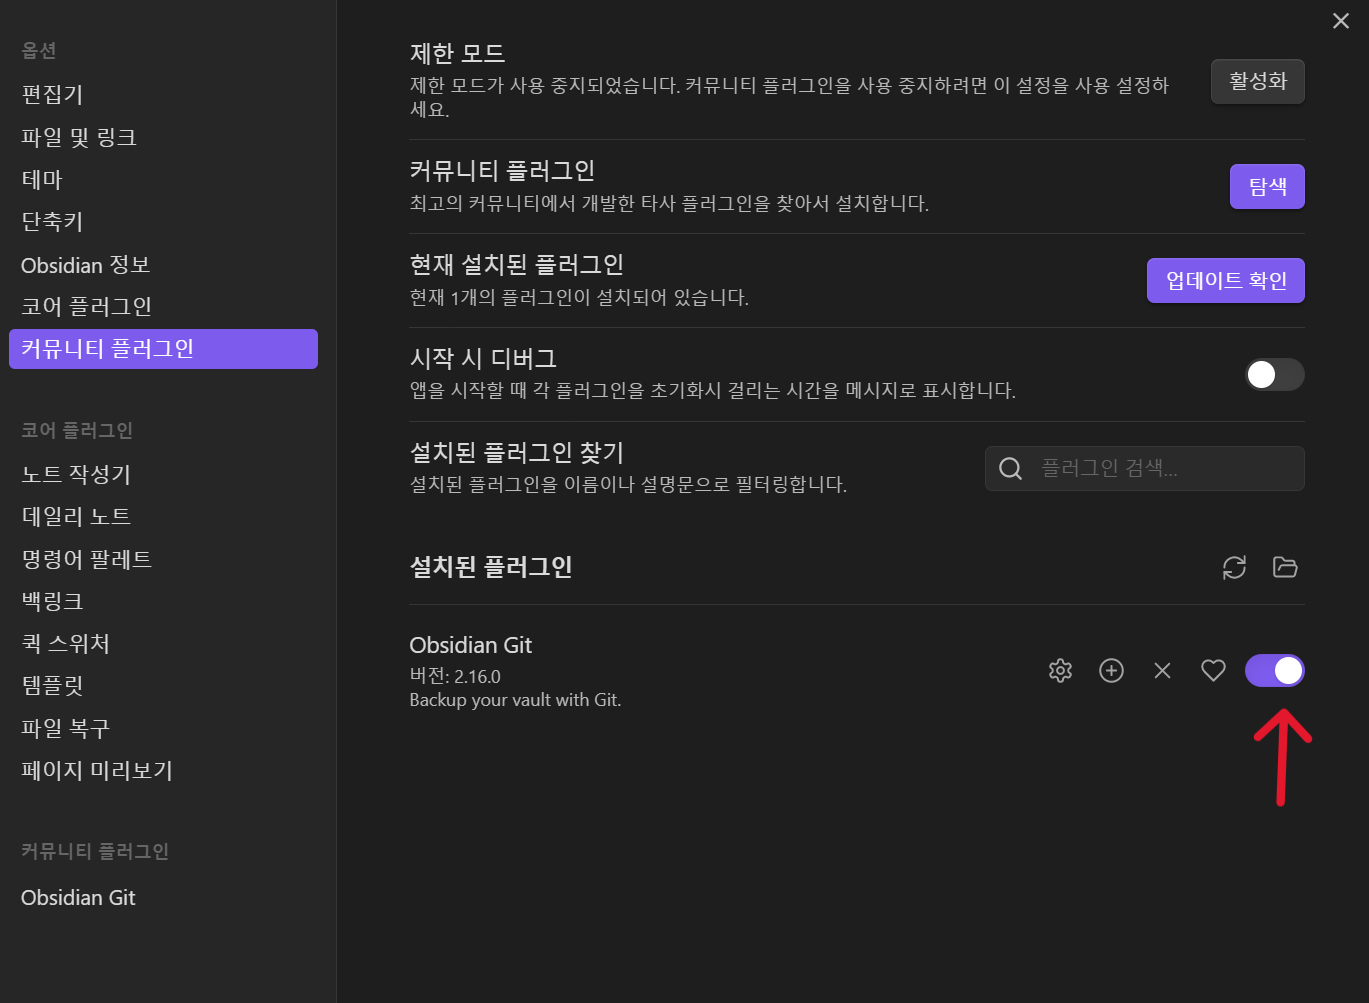 옵션
편집기
파일 및 링크
테마
단축키
Obsidian 정보
코어 플러그인
커뮤니티 플러그인
코어 플러그인
노트 작성기
데일리 노트
명령어 팔레트
백링크
퀵 스위처
템플릿
파일 복구
페이지 미리보기
커뮤니티 플러그인
Obsidian Git
제한 모드
제한 모드가 사용 중지되었습니다. 커뮤니티 플러그인을 사용 중지하려면 이 설정을 사용 설정하
세요.
활성화
커뮤니티 플러그인
최고의 커뮤니티에서 개발한 타사 플러그인을 찾아서 설치합니다.
탐색
현재 설치된 플러그인
현재 1개의 플러그인이 설치되어 있습니다.
업데이트 확인
시작 시 디버그
앱을 시작할 때 각 플러그인을 초기화시 걸리는 시간을 메시지로 표시합니다.
설치된 플러그인 찾기
설치된 플러그인을 이름이나 설명문으로 필터링합니다.
플러그인 검색...
설치된 플러그인
Obsidian Git
버전: 2.16.0
Backup your vault with Git.